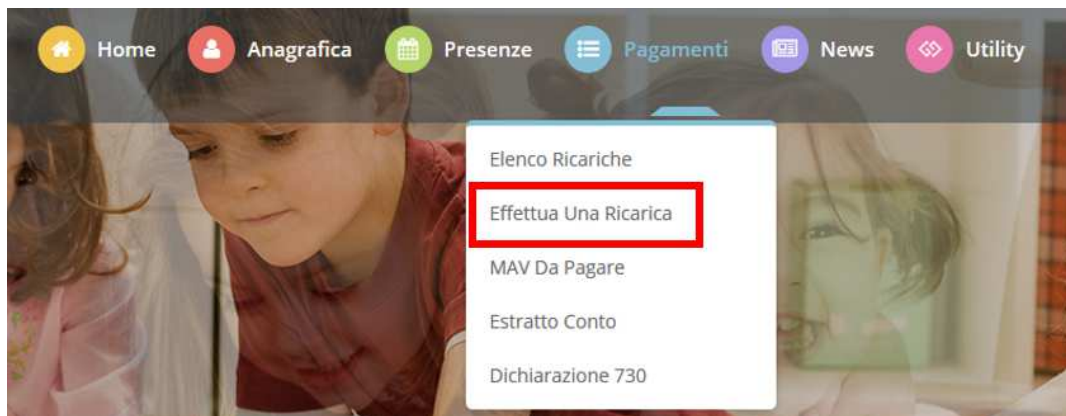 Home Anagrafica Presenze Pagamenti News Utility
Elenco Ricariche
Effettua Una Ricarica
MAV Da Pagare
Estratto Conto
Dichiarazione 730